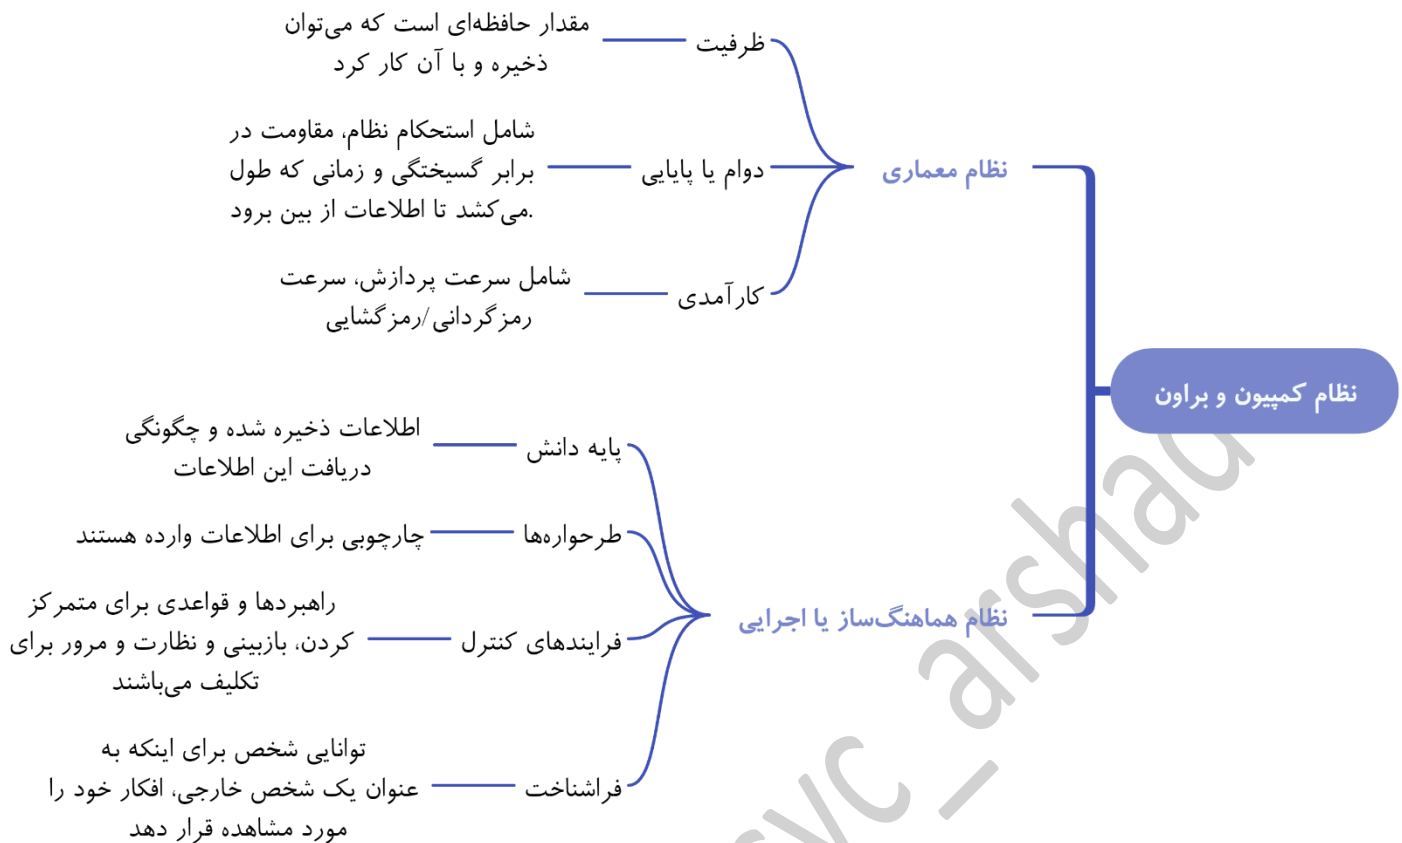 نظام کمپیون و براون
نظام معماری
ظرفیت
مقدار حافظه‌ای است که می‌توان
ذخیره و با آن کار کرد
دوام یا پایایی
شامل استحکام نظام، مقاومت در
برابر گسیختگی و زمانی که طول
می‌کشد تا اطلاعات از بین برود.
کارآمدی
شامل سرعت پردازش، سرعت
رمزگردانی/رمزگشایی
نظام هماهنگ‌ساز یا اجرایی
پایه دانش
اطلاعات ذخیره شده و چگونگی
دریافت این اطلاعات
طرحواره‌ها
چارچوبی برای اطلاعات وارده هستند
فرایندهای کنترل
راهبردها و قواعدی برای متمرکز
کردن، بازبینی و نظارت و مرور برای
تکلیف می‌باشند
فراشناخت
توانایی شخص برای اینکه به
عنوان یک شخص خارجی، افکار خود را
مورد مشاهده قرار دهد
syc_arshad